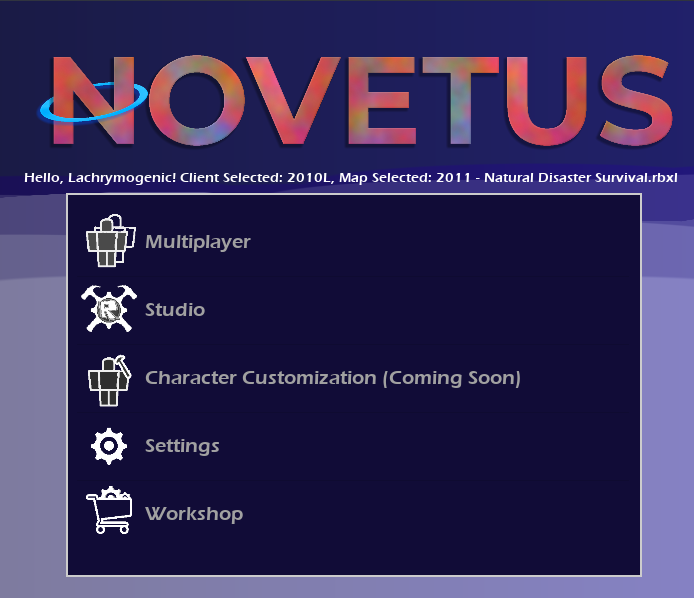 NOVETUS
Hello, Lachrymogenic! Client Selected: 2010L, Map Selected: 2011 - Natural Disaster Survival.rbxl
Multiplayer
Studio
Character Customization (Coming Soon)
Settings
Workshop